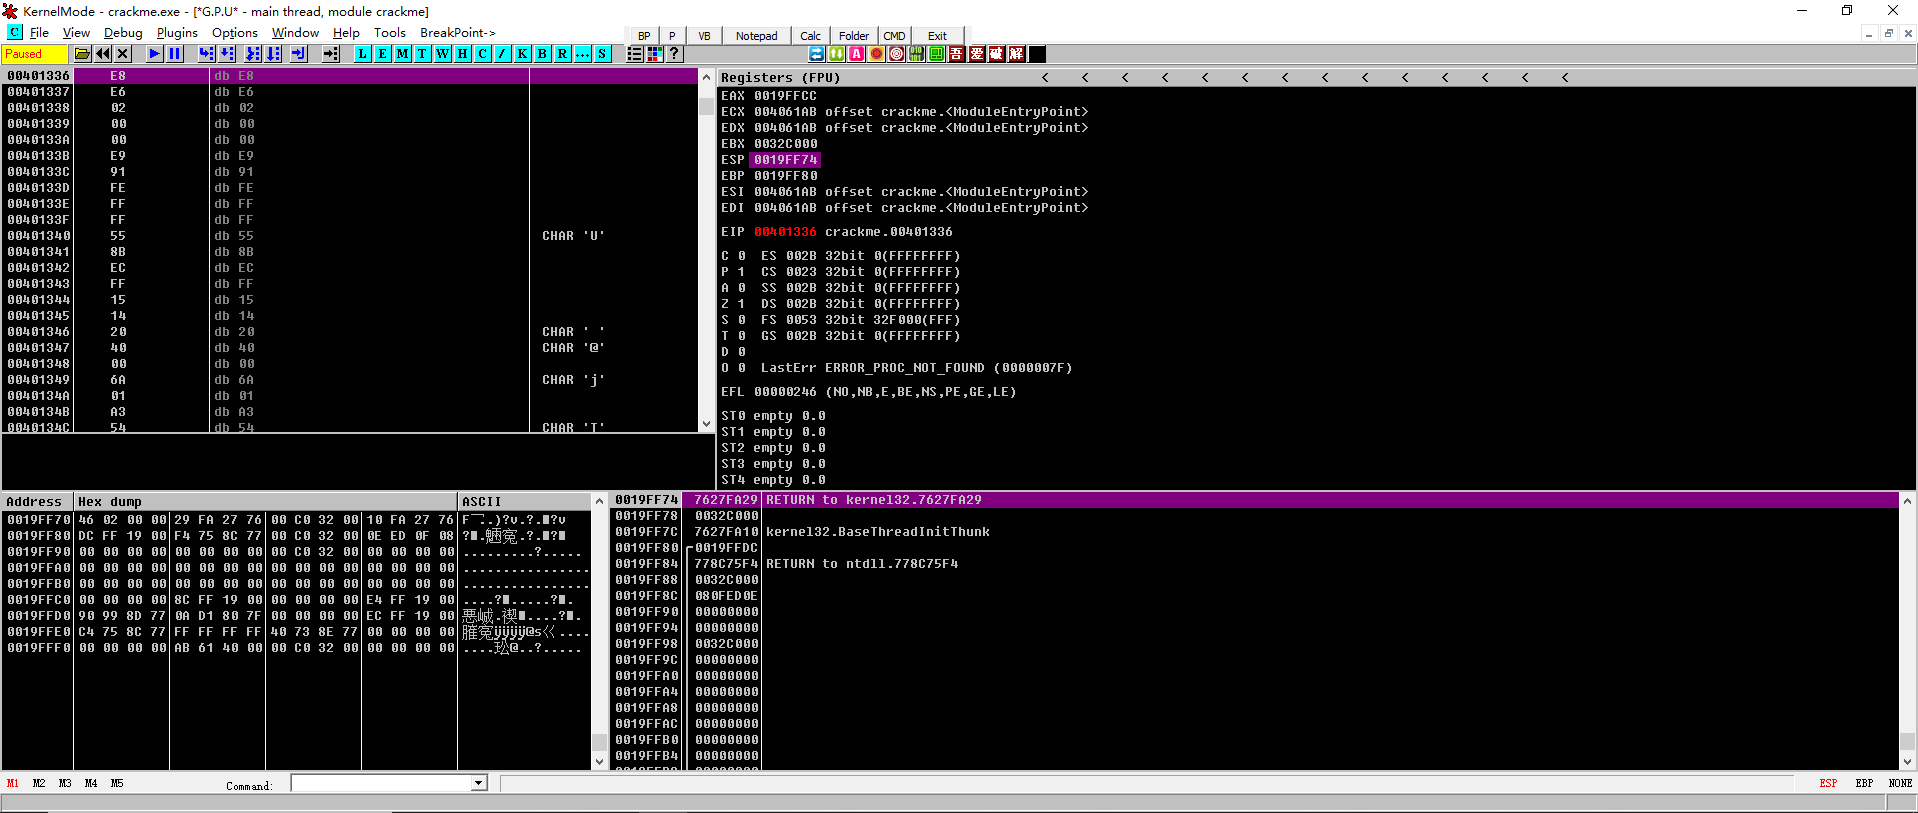 KernelMode - crackme.exe - [*G.P.U* - main thread, module crackme]
C File View Debug Plugins Options Window Help Tools BreakPoint->
BP P VB Notepad Calc Folder CMD Exit
Paused L E M T W H C / K B R ... S ? A 吾 爱 破 解
00401336 E8 db E8
00401337 E6 db E6
00401338 02 db 02
00401339 00 db 00
0040133A 00 db 00
0040133B E9 db E9
0040133C 91 db 91
0040133D FE db FE
0040133E FF db FF
0040133F FF db FF
00401340 55 db 55 CHAR 'U'
00401341 8B db 8B
00401342 EC db EC
00401343 FF db FF
00401344 15 db 15
00401345 14 db 14
00401346 20 db 20 CHAR ' '
00401347 40 db 40 CHAR '@'
00401348 00 db 00
00401349 6A db 6A CHAR 'j'
0040134A 01 db 01
0040134B A3 db A3
0040134C 54 db 54 CHAR 'T'
Registers (FPU) < < < < < < < < < < < < < <
EAX 0019FFCC
ECX 004061AB offset crackme.<ModuleEntryPoint>
EDX 004061AB offset crackme.<ModuleEntryPoint>
EBX 0032C000
ESP 0019FF74
EBP 0019FF80
ESI 004061AB offset crackme.<ModuleEntryPoint>
EDI 004061AB offset crackme.<ModuleEntryPoint>
EIP 00401336 crackme.00401336
C 0 ES 002B 32bit 0(FFFFFFFF)
P 1 CS 0023 32bit 0(FFFFFFFF)
A 0 SS 002B 32bit 0(FFFFFFFF)
Z 1 DS 002B 32bit 0(FFFFFFFF)
S 0 FS 0053 32bit 32F000(FFF)
T 0 GS 002B 32bit 0(FFFFFFFF)
D 0
O 0 LastErr ERROR_PROC_NOT_FOUND (0000007F)
EFL 00000246 (NO,NB,E,BE,NS,PE,GE,LE)
ST0 empty 0.0
ST1 empty 0.0
ST2 empty 0.0
ST3 empty 0.0
ST4 empty 0.0
Address Hex dump ASCII
0019FF70 46 02 00 00 29 FA 27 76 00 C0 32 00 10 FA 27 76
0019FF80 DC FF 19 00 F4 75 8C 77 00 C0 32 00 0E ED 0F 08
0019FF90 00 00 00 00 00 00 00 00 00 C0 32 00 00 00 00 00 .........?.....
0019FFA0 00 00 00 00 00 00 00 00 00 00 00 00 00 00 00 00 ................
0019FFB0 00 00 00 00 00 00 00 00 00 00 00 00 00 00 00 00 ................
0019FFC0 00 00 00 00 8C FF 19 00 00 00 00 00 E4 FF 19 00
0019FFD0 90 99 8D 77 0A D1 80 7F 00 00 00 00 EC FF 19 00
0019FFE0 C4 75 8C 77 FF FF FF FF 40 73 8E 77 00 00 00 00
0019FFF0 00 00 00 00 AB 61 40 00 00 C0 32 00 00 00 00 00 ....玜@..?.....
0019FF74 7627FA29 RETURN to kernel32.7627FA29
0019FF78 0032C000
0019FF7C 7627FA10 kernel32.BaseThreadInitThunk
0019FF80 0019FFDC
0019FF84 778C75F4 RETURN to ntdll.778C75F4
0019FF88 0032C000
0019FF8C 080FED0E
0019FF90 00000000
0019FF94 00000000
0019FF98 0032C000
0019FF9C 00000000
0019FFA0 00000000
0019FFA4 00000000
0019FFA8 00000000
0019FFAC 00000000
0019FFB0 00000000
0019FFB4 00000000
M1 M2 M3 M4 M5 Command: ESP EBP NONE